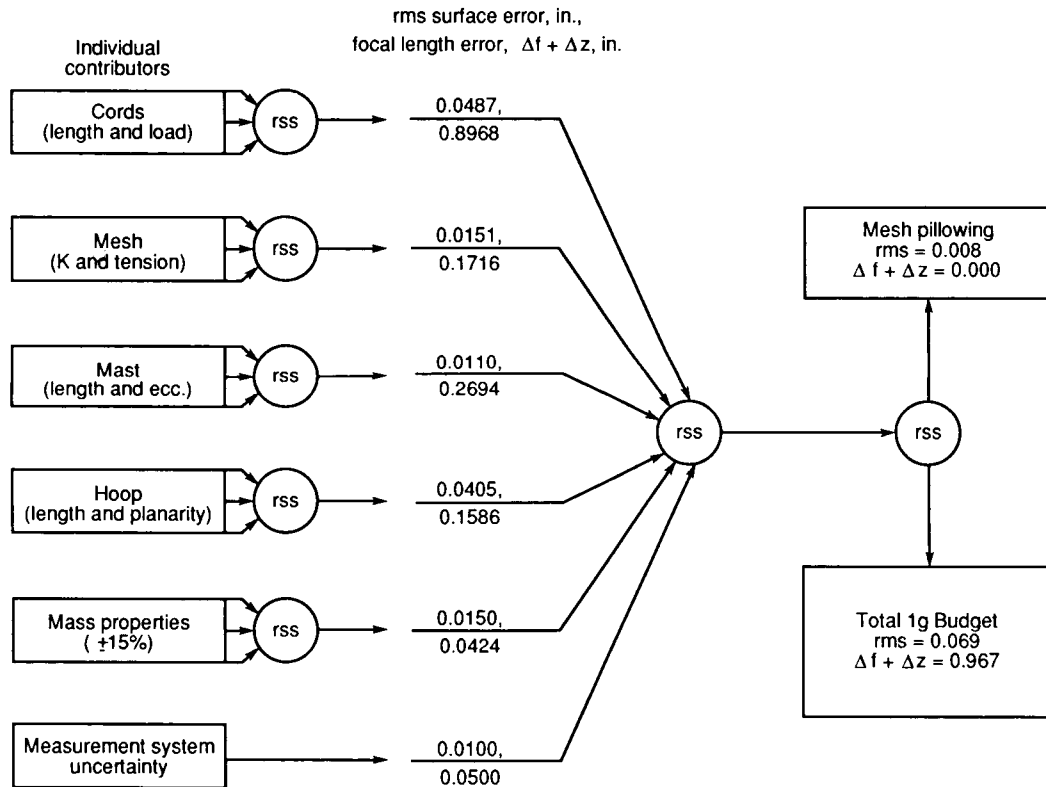 rms surface error, in.,
focal length error, Δf + Δz, in.
Individual
contributors
Cords
(length and load)
rss
0.0487,
0.8968
Mesh
(K and tension)
rss
0.0151,
0.1716
Mast
(length and ecc.)
rss
0.0110,
0.2694
Hoop
(length and planarity)
rss
0.0405,
0.1586
Mass properties
( ±15%)
rss
0.0150,
0.0424
Measurement system
uncertainty
0.0100,
0.0500
rss
rss
Mesh pillowing
rms = 0.008
Δ f + Δ z = 0.000
Total 1g Budget
rms = 0.069
Δ f + Δ z = 0.967